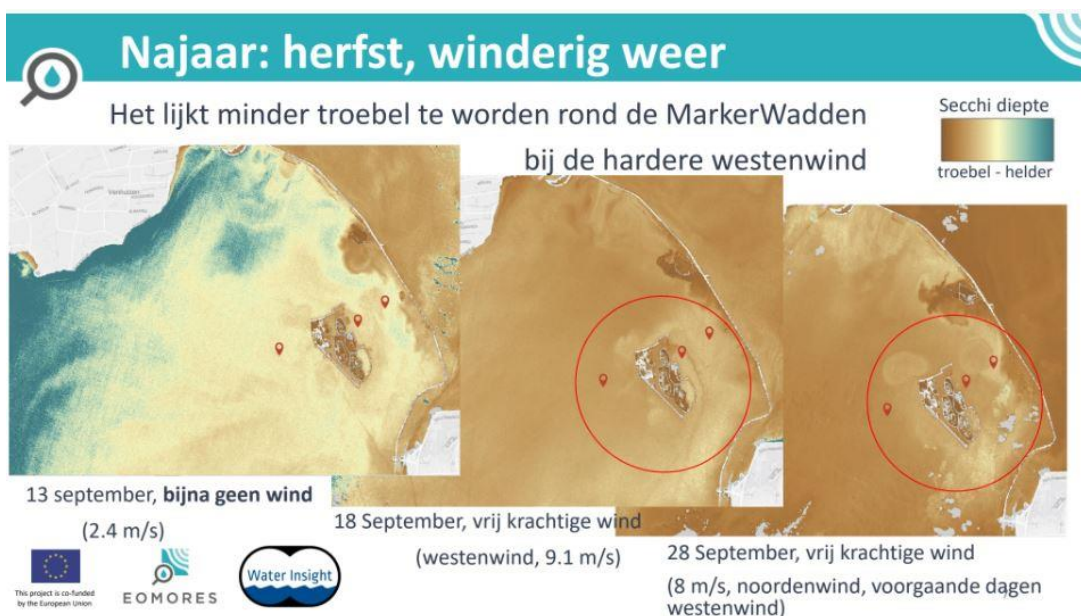 Najaar: herfst, winderig weer
Het lijkt minder troebel te worden rond de MarkerWadden
bij de hardere westenwind
Secchi diepte
troebel - helder
13 september, bijna geen wind
(2.4 m/s)
18 September, vrij krachtige wind
(westenwind, 9.1 m/s)
28 September, vrij krachtige wind
(8 m/s, noordenwind, voorgaande dagen
westenwind)
This project is co-funded
by the European Union
EOMORES
Water Insight